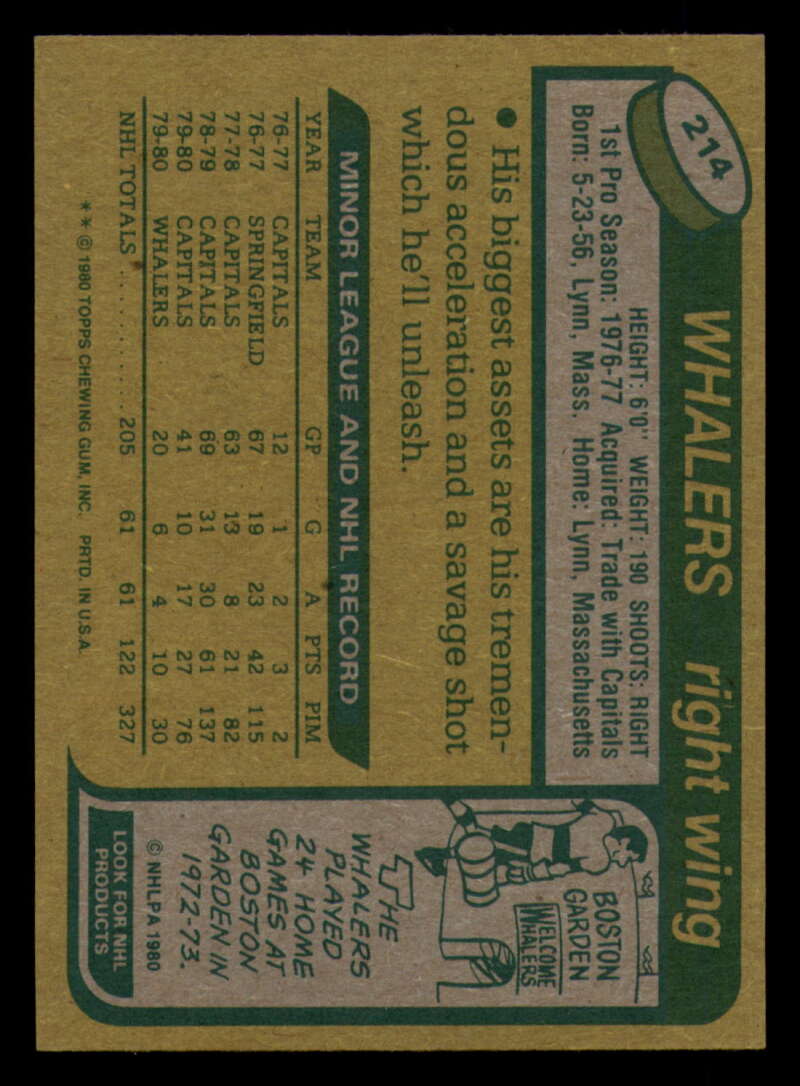 214
WHALERS right wing
HEIGHT: 6'0" WEIGHT: 190 SHOOTS: RIGHT
1st Pro Season: 1976-77 Acquired: Trade with Capitals
Born: 5-23-56, Lynn, Mass. Home: Lynn, Massachusetts
• His biggest assets are his tremen-
dous acceleration and a savage shot
which he'll unleash.
MINOR LEAGUE AND NHL RECORD
YEAR TEAM GP G A PTS PIM
76-77 CAPITALS 12 1 2 3 2
76-77 SPRINGFIELD 67 19 23 42 115
77-78 CAPITALS 63 13 8 21 82
78-79 CAPITALS 69 31 30 61 137
79-80 CAPITALS 41 10 17 27 76
79-80 WHALERS 20 6 4 10 30
NHL TOTALS .......... 205 61 61 122 327
** © 1980 TOPPS CHEWING GUM, INC. PRTD. IN U.S.A.
BOSTON
GARDEN
WELCOME
WHALERS
THE
WHALERS
PLAYED
24 HOME
GAMES AT
BOSTON
GARDEN IN
1972-73.
© NHLPA 1980
LOOK FOR NHL
PRODUCTS